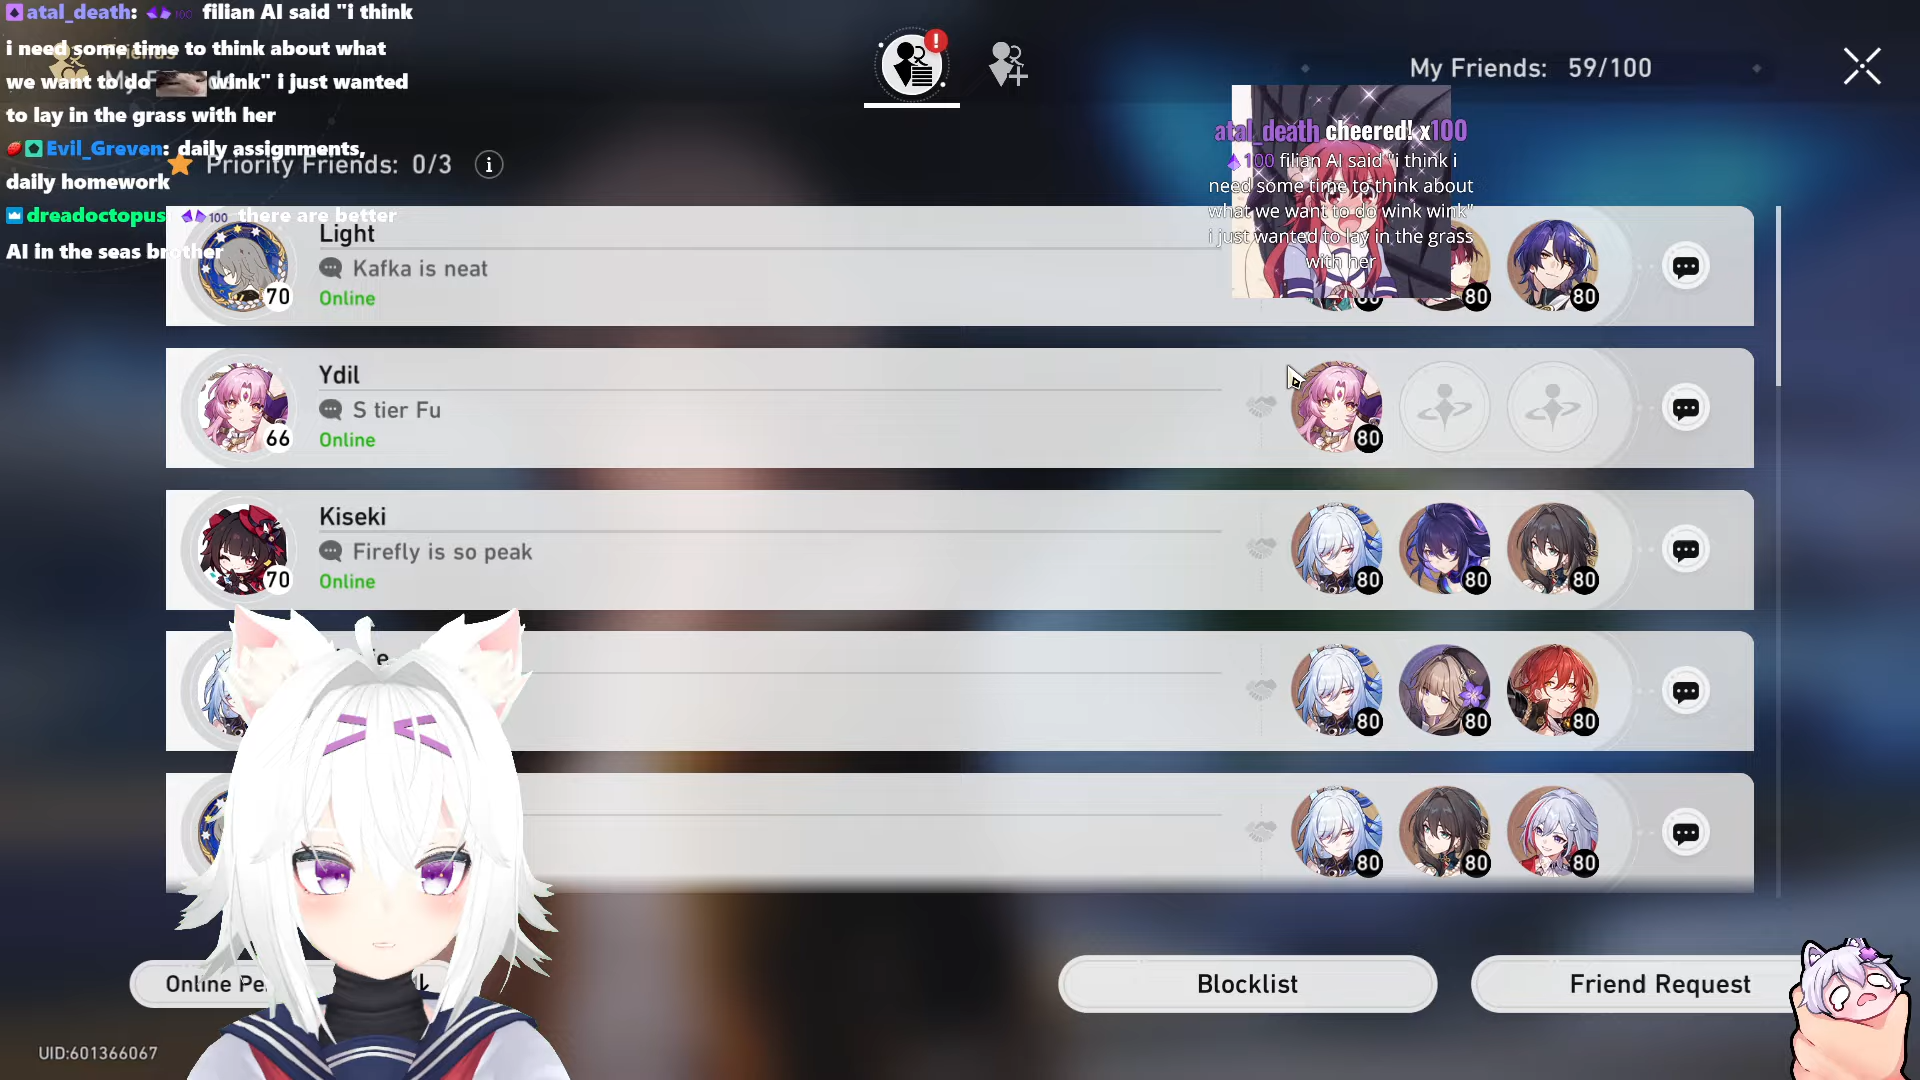 atal_death: 100 filian AI said "i think
i need some time to think about what
we want to do wink" i just wanted
to lay in the grass with her
Evil_Greven: daily assignments,
daily homework
dreadoctopus 100 there are better
AI in the seas brother
Friends
My Friends: 59/100
Priority Friends: 0/3
atal_death cheered! x100
100 filian AI said "i think i
need some time to think about
what we want to do wink wink"
i just wanted to lay in the grass
with her
Light
Kafka is neat
Online
70
80 80 80
Ydil
S tier Fu
Online
66
80
Kiseki
Firefly is so peak
Online
70
80 80 80
80 80 80
80 80 80
Blocklist
Friend Request
Online
UID:601366067